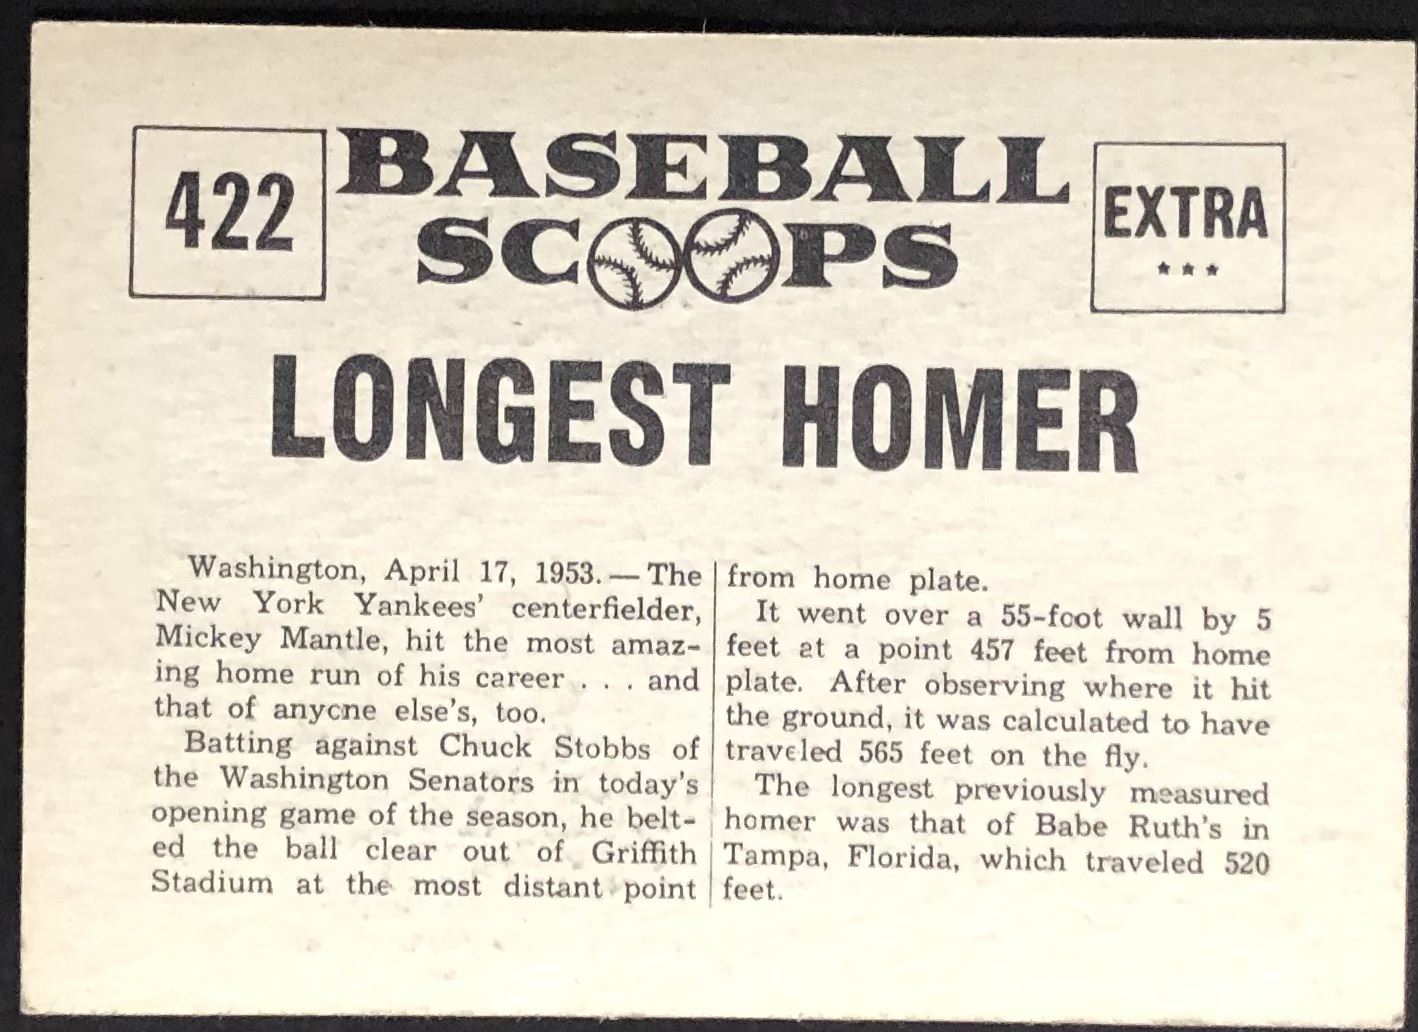 422
BASEBALL
SCOOPS
EXTRA
★ ★ ★
LONGEST HOMER
Washington, April 17, 1953. — The
New York Yankees' centerfielder,
Mickey Mantle, hit the most amaz-
ing home run of his career . . . and
that of anycne else's, too.
Batting against Chuck Stobbs of
the Washington Senators in today's
opening game of the season, he belt-
ed the ball clear out of Griffith
Stadium at the most distant point
from home plate.
It went over a 55-foot wall by 5
feet at a point 457 feet from home
plate. After observing where it hit
the ground, it was calculated to have
traveled 565 feet on the fly.
The longest previously measured
homer was that of Babe Ruth's in
Tampa, Florida, which traveled 520
feet.